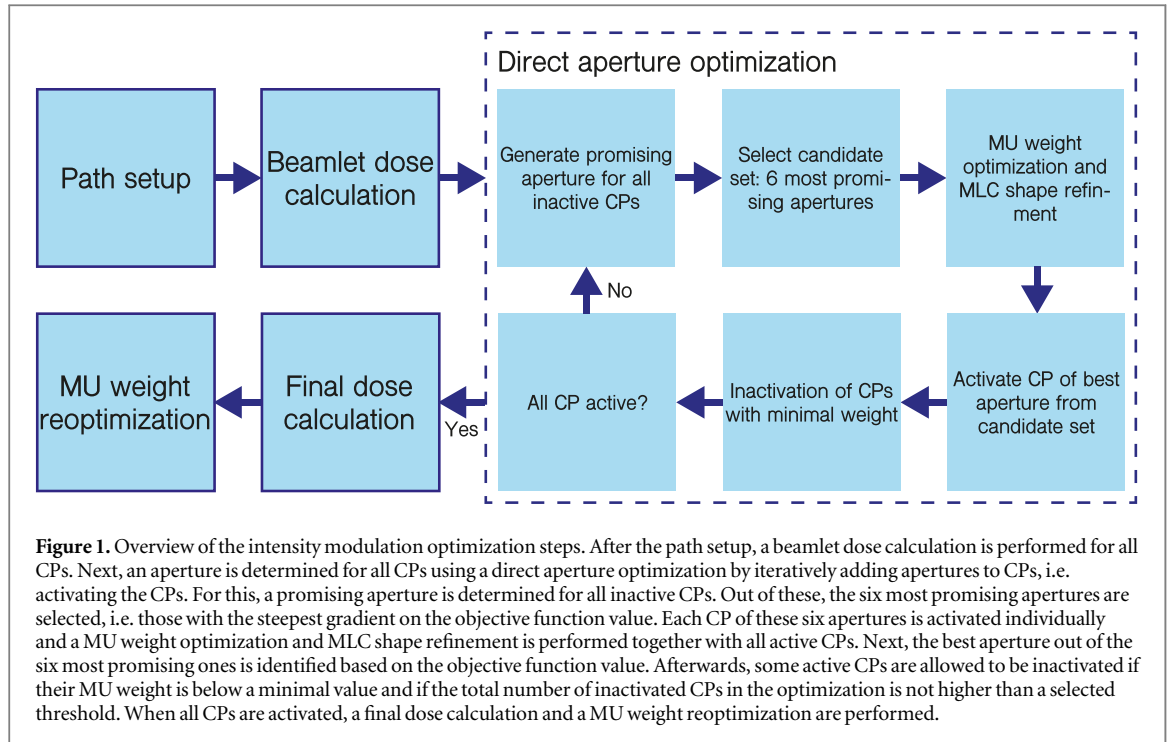 Direct aperture optimization
Path setup
Beamlet dose
calculation
Generate promising
aperture for all
inactive CPs
Select candidate
set: 6 most promi-
sing apertures
MU weight
optimization and
MLC shape refin-
ment
Activate CP of best
aperture from
candidate set
Inactivation of CPs
with minimal weight
All CP active?
No
Yes
Final dose
calculation
MU weight
reoptimization
Figure 1. Overview of the intensity modulation optimization steps. After the path setup, a beamlet dose calculation is performed for all
CPs. Next, an aperture is determined for all CPs using a direct aperture optimization by iteratively adding apertures to CPs, i.e.
activating the CPs. For this, a promising aperture is determined for all inactive CPs. Out of these, the six most promising apertures are
selected, i.e. those with the steepest gradient on the objective function value. Each CP of these six apertures is activated individually
and a MU weight optimization and MLC shape refinement is performed together with all active CPs. Next, the best aperture out of the
six most promising ones is identified based on the objective function value. Afterwards, some active CPs are allowed to be inactivated if
their MU weight is below a minimal value and if the total number of inactivated CPs in the optimization is not higher than a selected
threshold. When all CPs are activated, a final dose calculation and a MU weight reoptimization are performed.